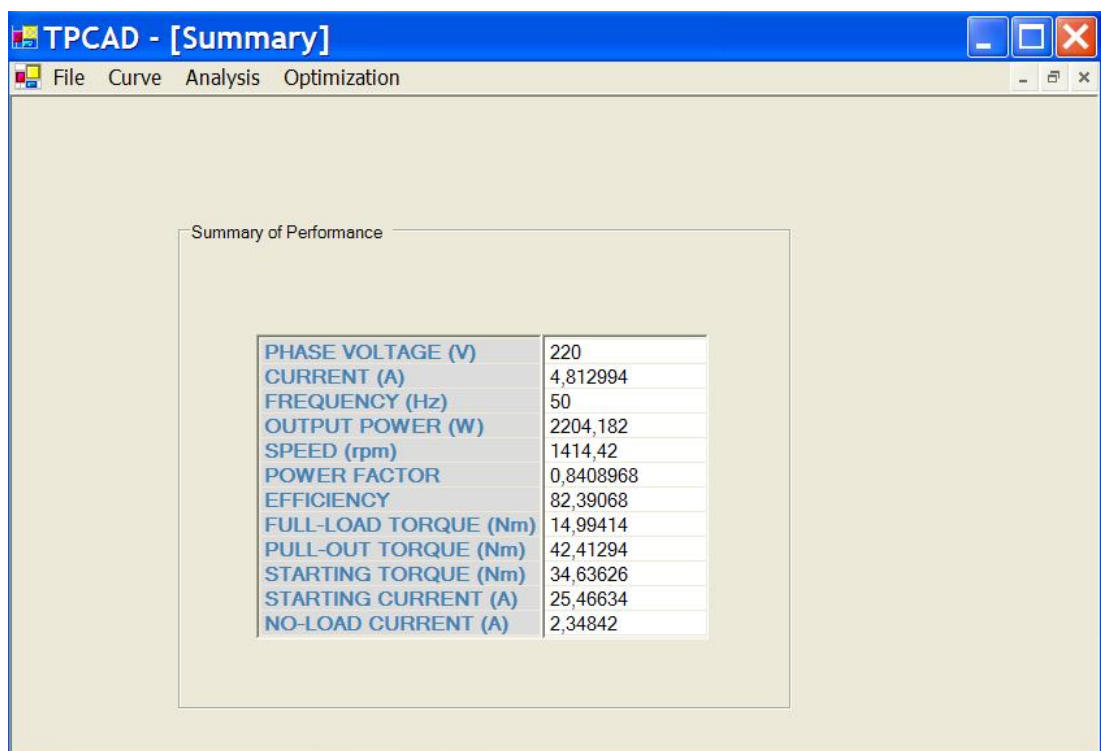 TPCAD - [Summary]
File Curve Analysis Optimization
Summary of Performance
PHASE VOLTAGE (V) 220
CURRENT (A) 4,812994
FREQUENCY (Hz) 50
OUTPUT POWER (W) 2204,182
SPEED (rpm) 1414,42
POWER FACTOR 0,8408968
EFFICIENCY 82,39068
FULL-LOAD TORQUE (Nm) 14,99414
PULL-OUT TORQUE (Nm) 42,41294
STARTING TORQUE (Nm) 34,63626
STARTING CURRENT (A) 25,46634
NO-LOAD CURRENT (A) 2,34842